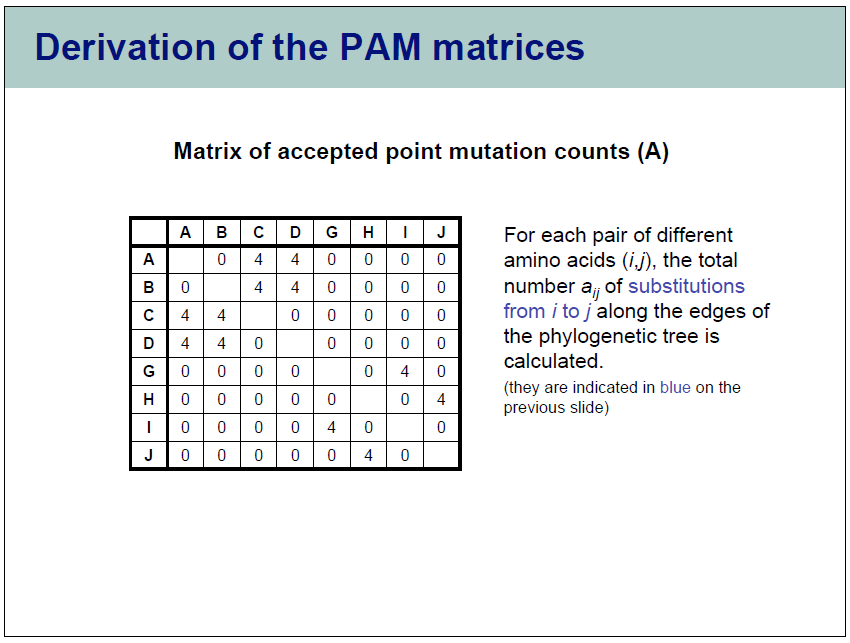 Derivation of the PAM matrices
Matrix of accepted point mutation counts (A)
A B C D G H I J
A 0 4 4 0 0 0 0
B 0 4 4 0 0 0 0
C 4 4 0 0 0 0 0
D 4 4 0 0 0 0 0
G 0 0 0 0 0 4 0
H 0 0 0 0 0 0 4
I 0 0 0 0 4 0 0
J 0 0 0 0 0 4 0
For each pair of different
amino acids (i,j), the total
number aij of substitutions
from i to j along the edges of
the phylogenetic tree is
calculated.
(they are indicated in blue on the
previous slide)